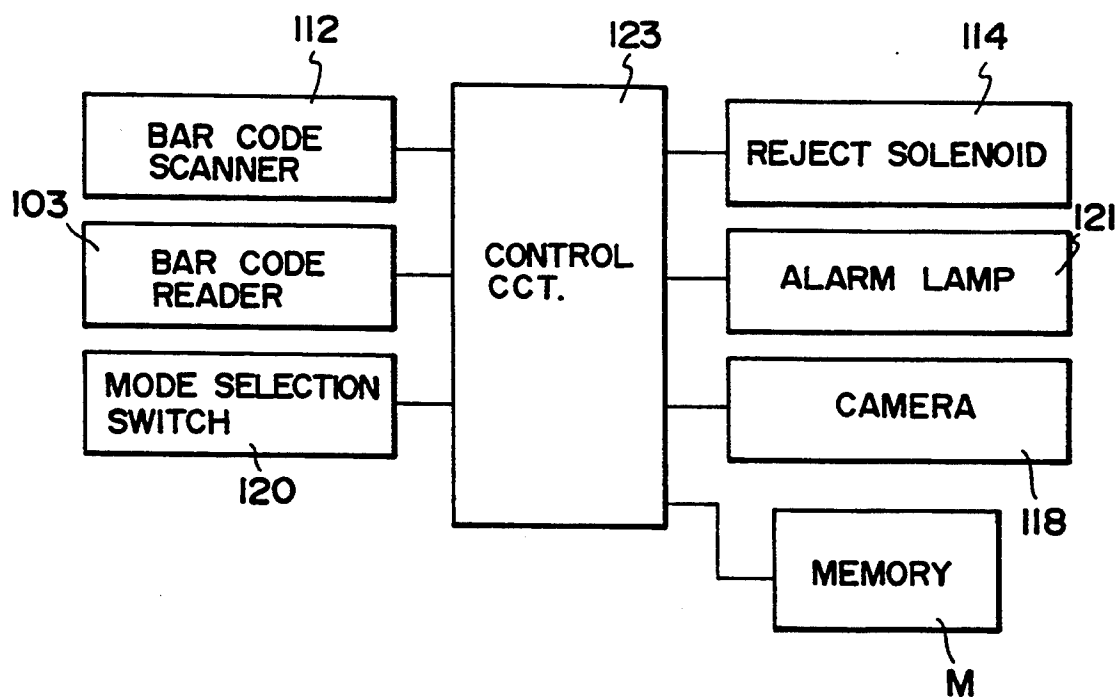 112
BAR CODE
SCANNER
103
BAR CODE
READER
MODE SELECTION
SWITCH
120
123
CONTROL
CCT.
114
REJECT SOLENOID
121
ALARM LAMP
CAMERA
118
MEMORY
M